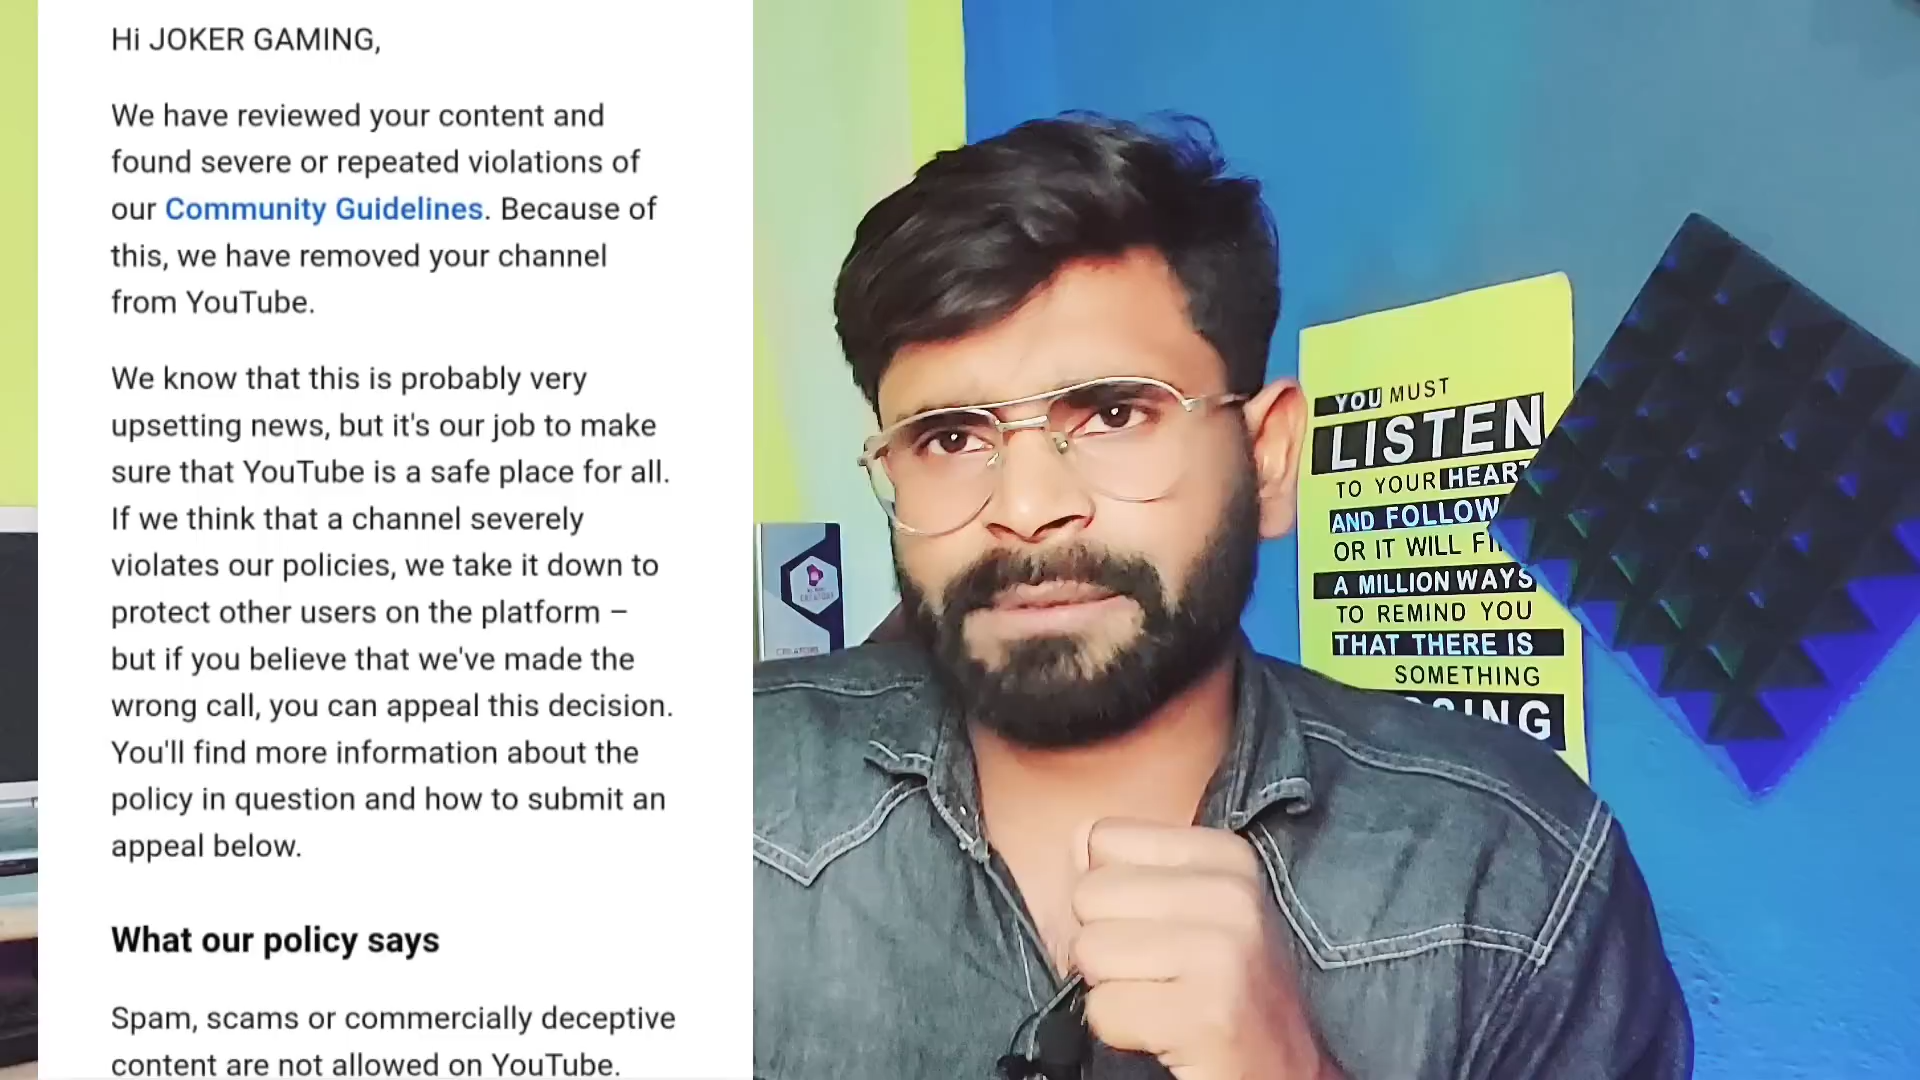 Hi JOKER GAMING,
We have reviewed your content and
found severe or repeated violations of
our Community Guidelines. Because of
this, we have removed your channel
from YouTube.
We know that this is probably very
upsetting news, but it's our job to make
sure that YouTube is a safe place for all.
If we think that a channel severely
violates our policies, we take it down to
protect other users on the platform –
but if you believe that we've made the
wrong call, you can appeal this decision.
You'll find more information about the
policy in question and how to submit an
appeal below.
What our policy says
Spam, scams or commercially deceptive
content are not allowed on YouTube.
YOU MUST
LISTEN
TO YOUR HEART
AND FOLLOW
OR IT WILL FI
A MILLION WAYS
TO REMIND YOU
THAT THERE IS
SOMETHING
SING